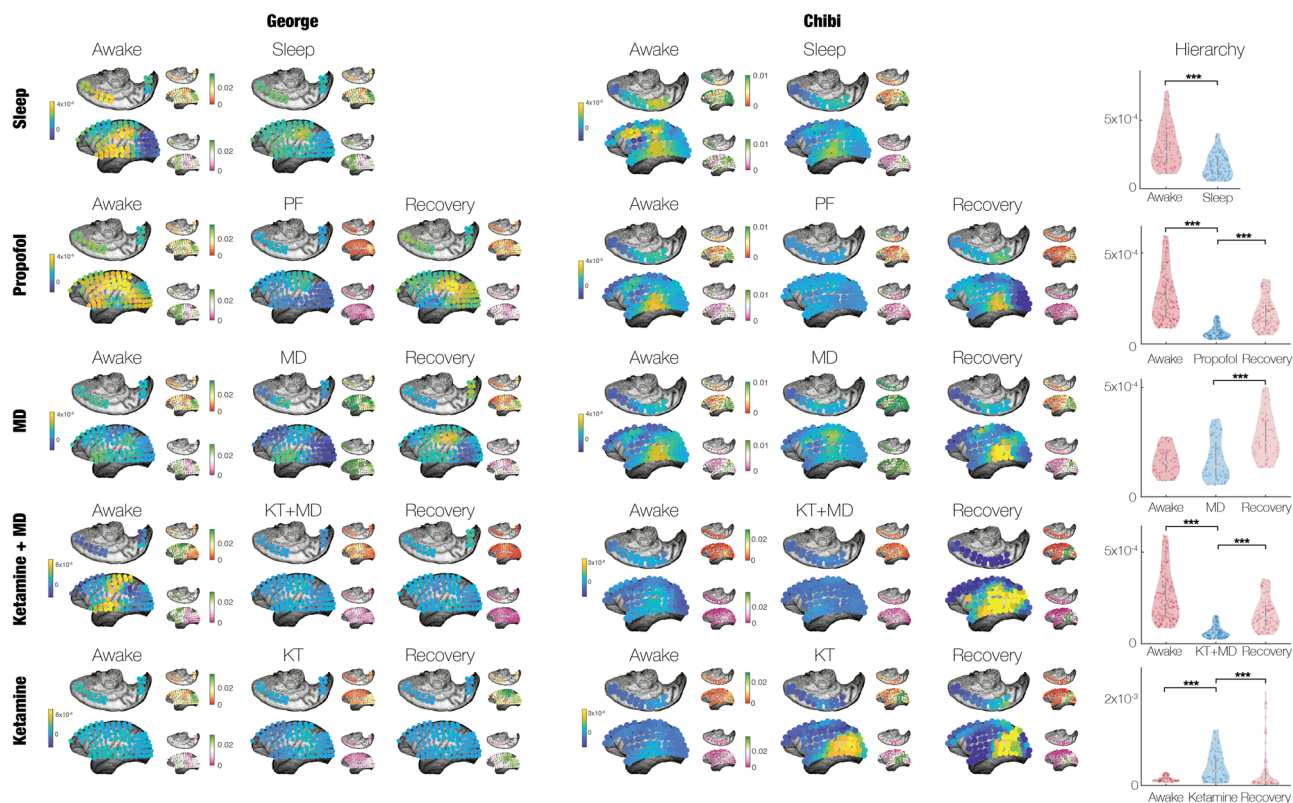 George Chibi
Awake Sleep Awake Sleep Hierarchy
Sleep
4x10⁻⁶
0
0.02
0
0.02
0
4x10⁻⁶
0
0.01
0
0.01
0
***
5x10⁻⁴
0
Awake Sleep
Awake PF Recovery Awake PF Recovery
Propofol
4x10⁻⁶
0
0.02
0
0.02
0
4x10⁻⁶
0
0.01
0
0.01
0
*** ***
5x10⁻⁴
0
Awake Propofol Recovery
Awake MD Recovery Awake MD Recovery
MD
4x10⁻⁶
0
0.02
0
0.02
0
4x10⁻⁶
0
0.01
0
0.01
0
***
5x10⁻⁴
0
Awake MD Recovery
Awake KT+MD Recovery Awake KT+MD Recovery
Ketamine + MD
6x10⁻⁶
0
0.02
0
0.02
0
3x10⁻⁶
0
0.02
0
0.02
0
*** ***
5x10⁻⁴
0
Awake KT+MD Recovery
Awake KT Recovery Awake KT Recovery
Ketamine
6x10⁻⁶
0
0.02
0
0.02
0
3x10⁻⁶
0
0.02
0
0.02
0
*** ***
2x10⁻³
0
Awake Ketamine Recovery